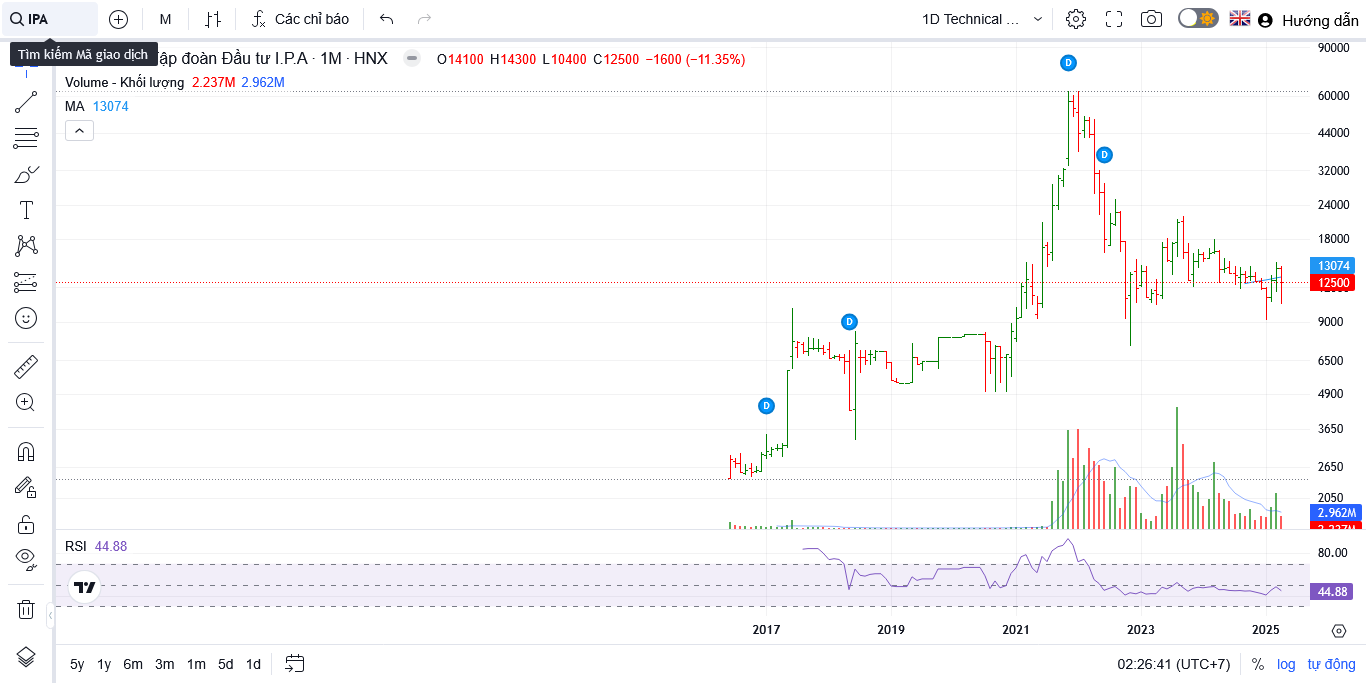 IPA
M
Các chỉ báo
1D Technical ...
Hướng dẫn
Tìm kiếm Mã giao dịch
ập đoàn Đầu tư I.P.A · 1M · HNX
O14100 H14300 L10400 C12500 −1600 (−11.35%)
Volume - Khối lượng 2.237M 2.962M
MA 13074
D
D
D
D
90000
60000
44000
32000
24000
18000
13074
12500
9000
6500
4900
3650
2650
2050
2.962M
RSI 44.88
80.00
44.88
2017
2019
2021
2023
2025
5y 1y 6m 3m 1m 5d 1d
02:26:41 (UTC+7)
% log tự động